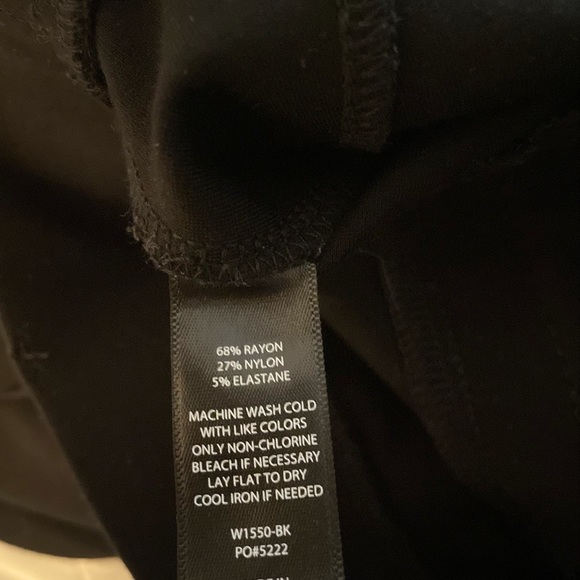 68% RAYON
27% NYLON
5% ELASTANE
MACHINE WASH COLD
WITH LIKE COLORS
ONLY NON-CHLORINE
BLEACH IF NECESSARY
LAY FLAT TO DRY
COOL IRON IF NEEDED
W1550-BK
PO#5222